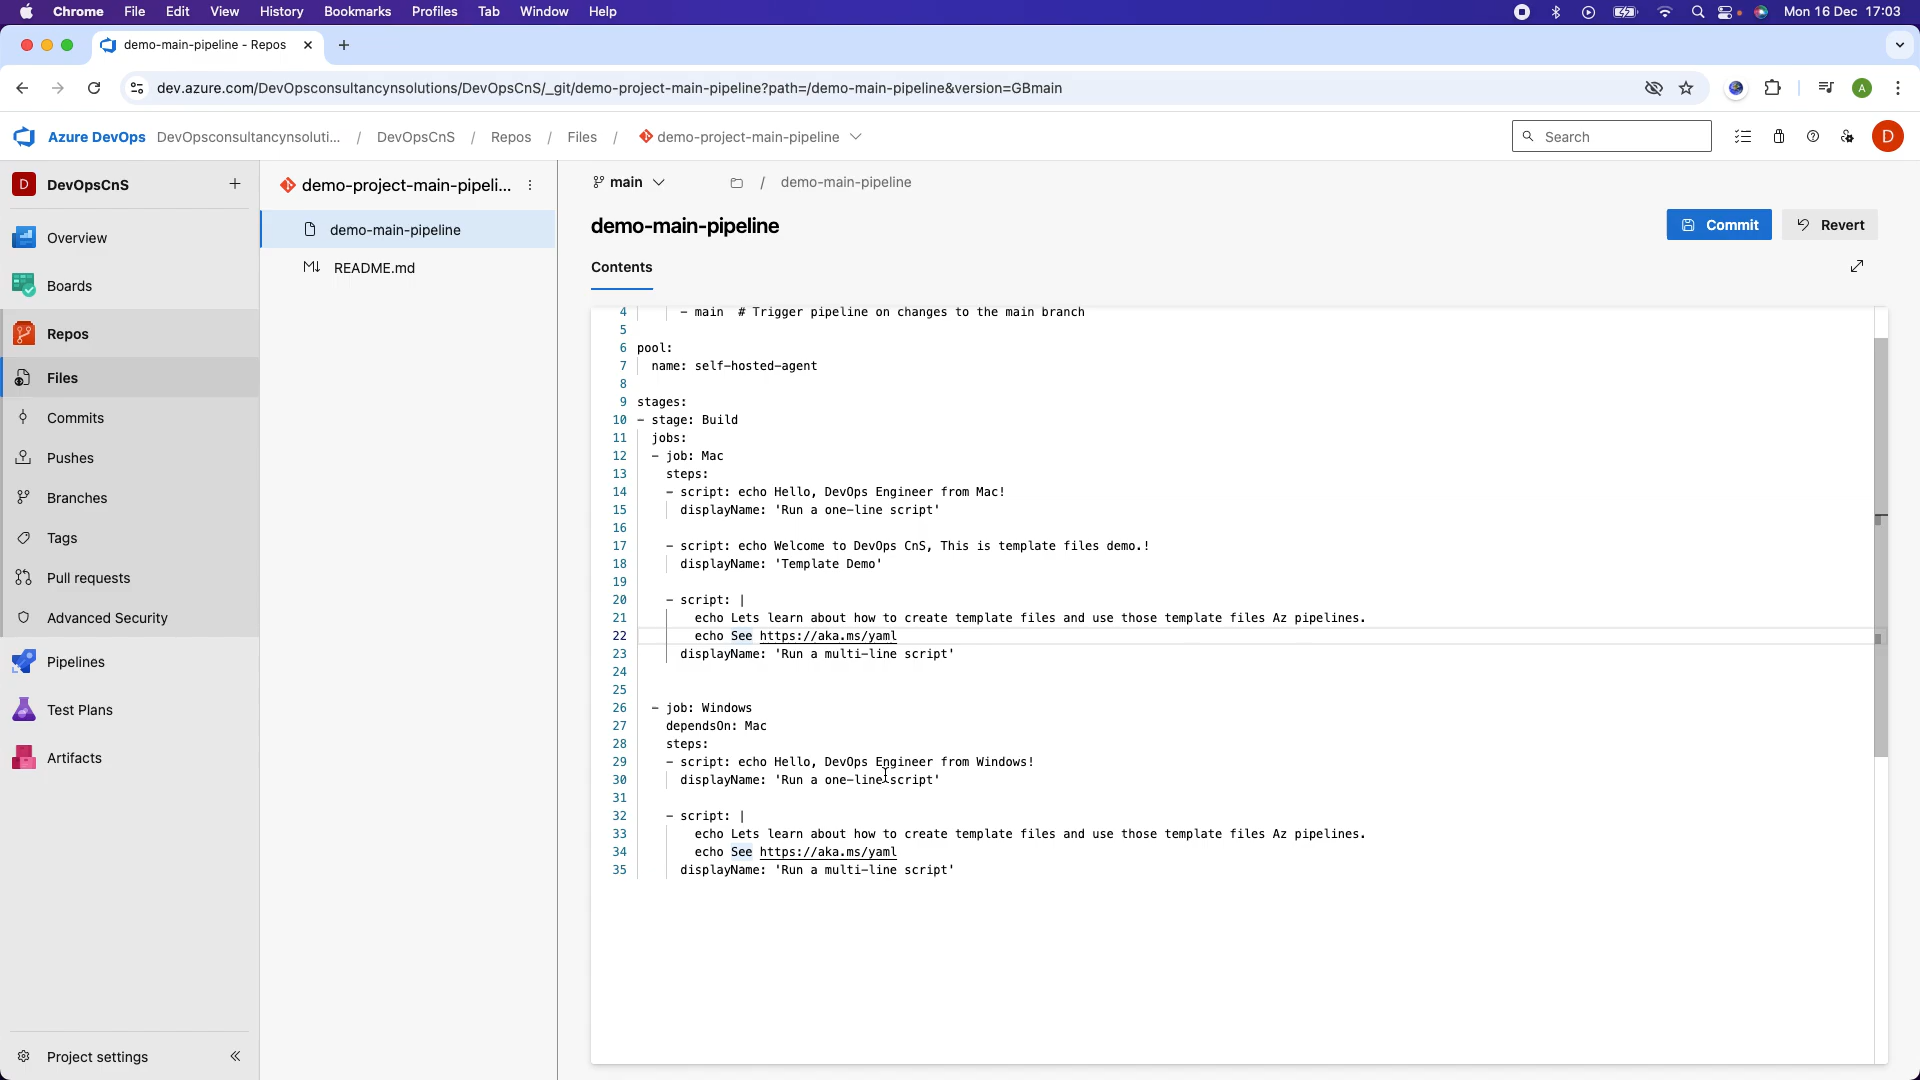 Chrome File Edit View History Bookmarks Profiles Tab Window Help Mon 16 Dec 17:03
demo-main-pipeline - Repos
dev.azure.com/DevOpsconsultancynsolutions/DevOpsCnS/_git/demo-project-main-pipeline?path=/demo-main-pipeline&version=GBmain
A
Azure DevOps DevOpsconsultancynsoluti... / DevOpsCnS / Repos / Files / demo-project-main-pipeline
Search
D
D DevOpsCnS
Overview
Boards
Repos
Files
Commits
Pushes
Branches
Tags
Pull requests
Advanced Security
Pipelines
Test Plans
Artifacts
Project settings
demo-project-main-pipeli...
demo-main-pipeline
README.md
main / demo-main-pipeline
demo-main-pipeline
Commit
Revert
Contents
4 - main # Trigger pipeline on changes to the main branch
5
6 pool:
7 name: self-hosted-agent
8
9 stages:
10 - stage: Build
11 jobs:
12 - job: Mac
13 steps:
14 - script: echo Hello, DevOps Engineer from Mac!
15 displayName: 'Run a one-line script'
16
17 - script: echo Welcome to DevOps CnS, This is template files demo.!
18 displayName: 'Template Demo'
19
20 - script: |
21 echo Lets learn about how to create template files and use those template files Az pipelines.
22 echo See https://aka.ms/yaml
23 displayName: 'Run a multi-line script'
24
25
26 - job: Windows
27 dependsOn: Mac
28 steps:
29 - script: echo Hello, DevOps Engineer from Windows!
30 displayName: 'Run a one-line script'
31
32 - script: |
33 echo Lets learn about how to create template files and use those template files Az pipelines.
34 echo See https://aka.ms/yaml
35 displayName: 'Run a multi-line script'